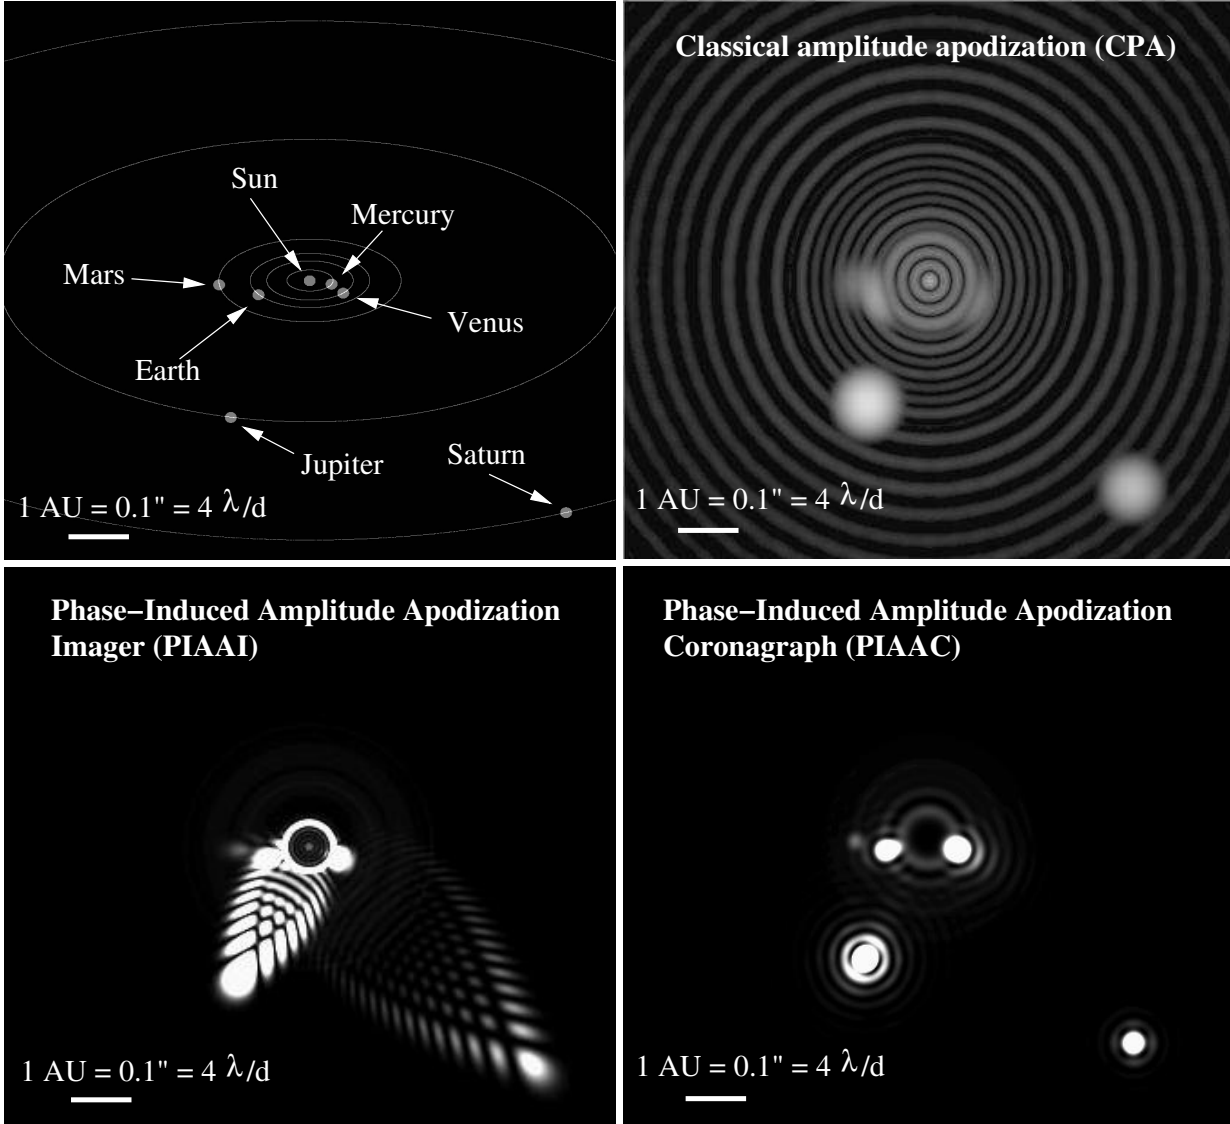 Sun
Mercury
Mars
Venus
Earth
Jupiter
Saturn
1 AU = 0.1" = 4 λ/d
Classical amplitude apodization (CPA)
1 AU = 0.1" = 4 λ/d
Phase−Induced Amplitude Apodization
Imager (PIAAI)
1 AU = 0.1" = 4 λ/d
Phase−Induced Amplitude Apodization
Coronagraph (PIAAC)
1 AU = 0.1" = 4 λ/d